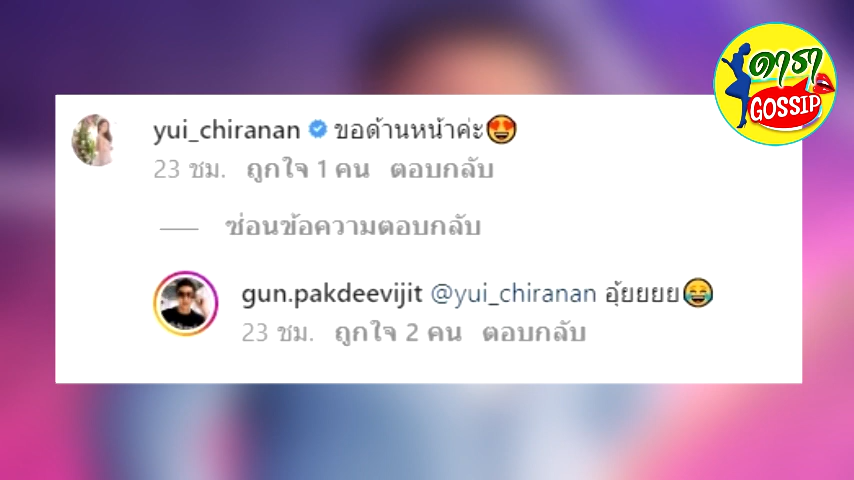 ดารา
GOSSIP
yui_chiranan ขอด้านหน้าค่ะ😍
23 ชม. ถูกใจ 1 คน ตอบกลับ
ซ่อนข้อความตอบกลับ
gun.pakdeevijit @yui_chiranan อุ้ยยยย😂
23 ชม. ถูกใจ 2 คน ตอบกลับ